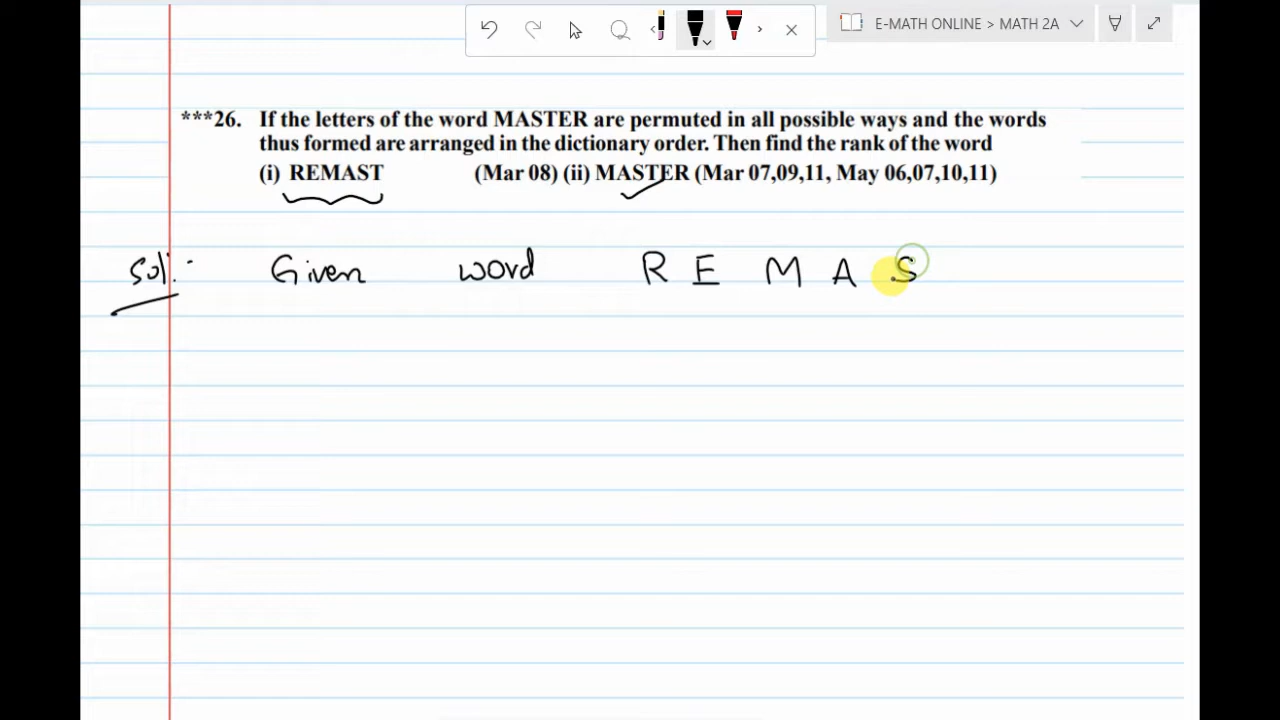 E-MATH ONLINE > MATH 2A
***26. If the letters of the word MASTER are permuted in all possible ways and the words
thus formed are arranged in the dictionary order. Then find the rank of the word
(i) REMAST (Mar 08) (ii) MASTER (Mar 07,09,11, May 06,07,10,11)
Sol:- Given word R E M A S